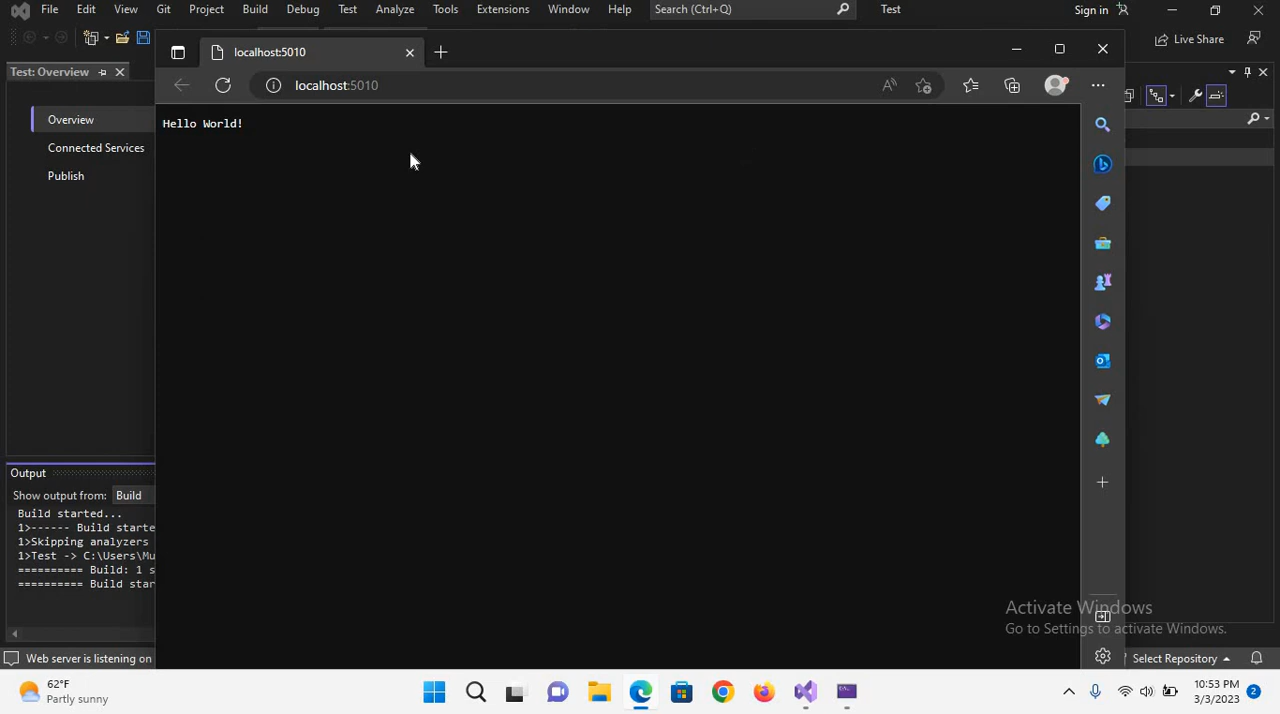 File Edit View Git Project Build Debug Test Analyze Tools Extensions Window Help Search (Ctrl+Q) Test Sign in
Live Share
Test: Overview
localhost:5010
localhost:5010
Hello World!
Overview
Connected Services
Publish
Output
Show output from: Build
Build started...
1>------ Build starte
1>Skipping analyzers
1>Test -> C:\Users\Mu
========== Build: 1 s
========== Build star
Activate Windows
Go to Settings to activate Windows.
Web server is listening on
Select Repository
62°F
Partly sunny
10:53 PM
3/3/2023
2